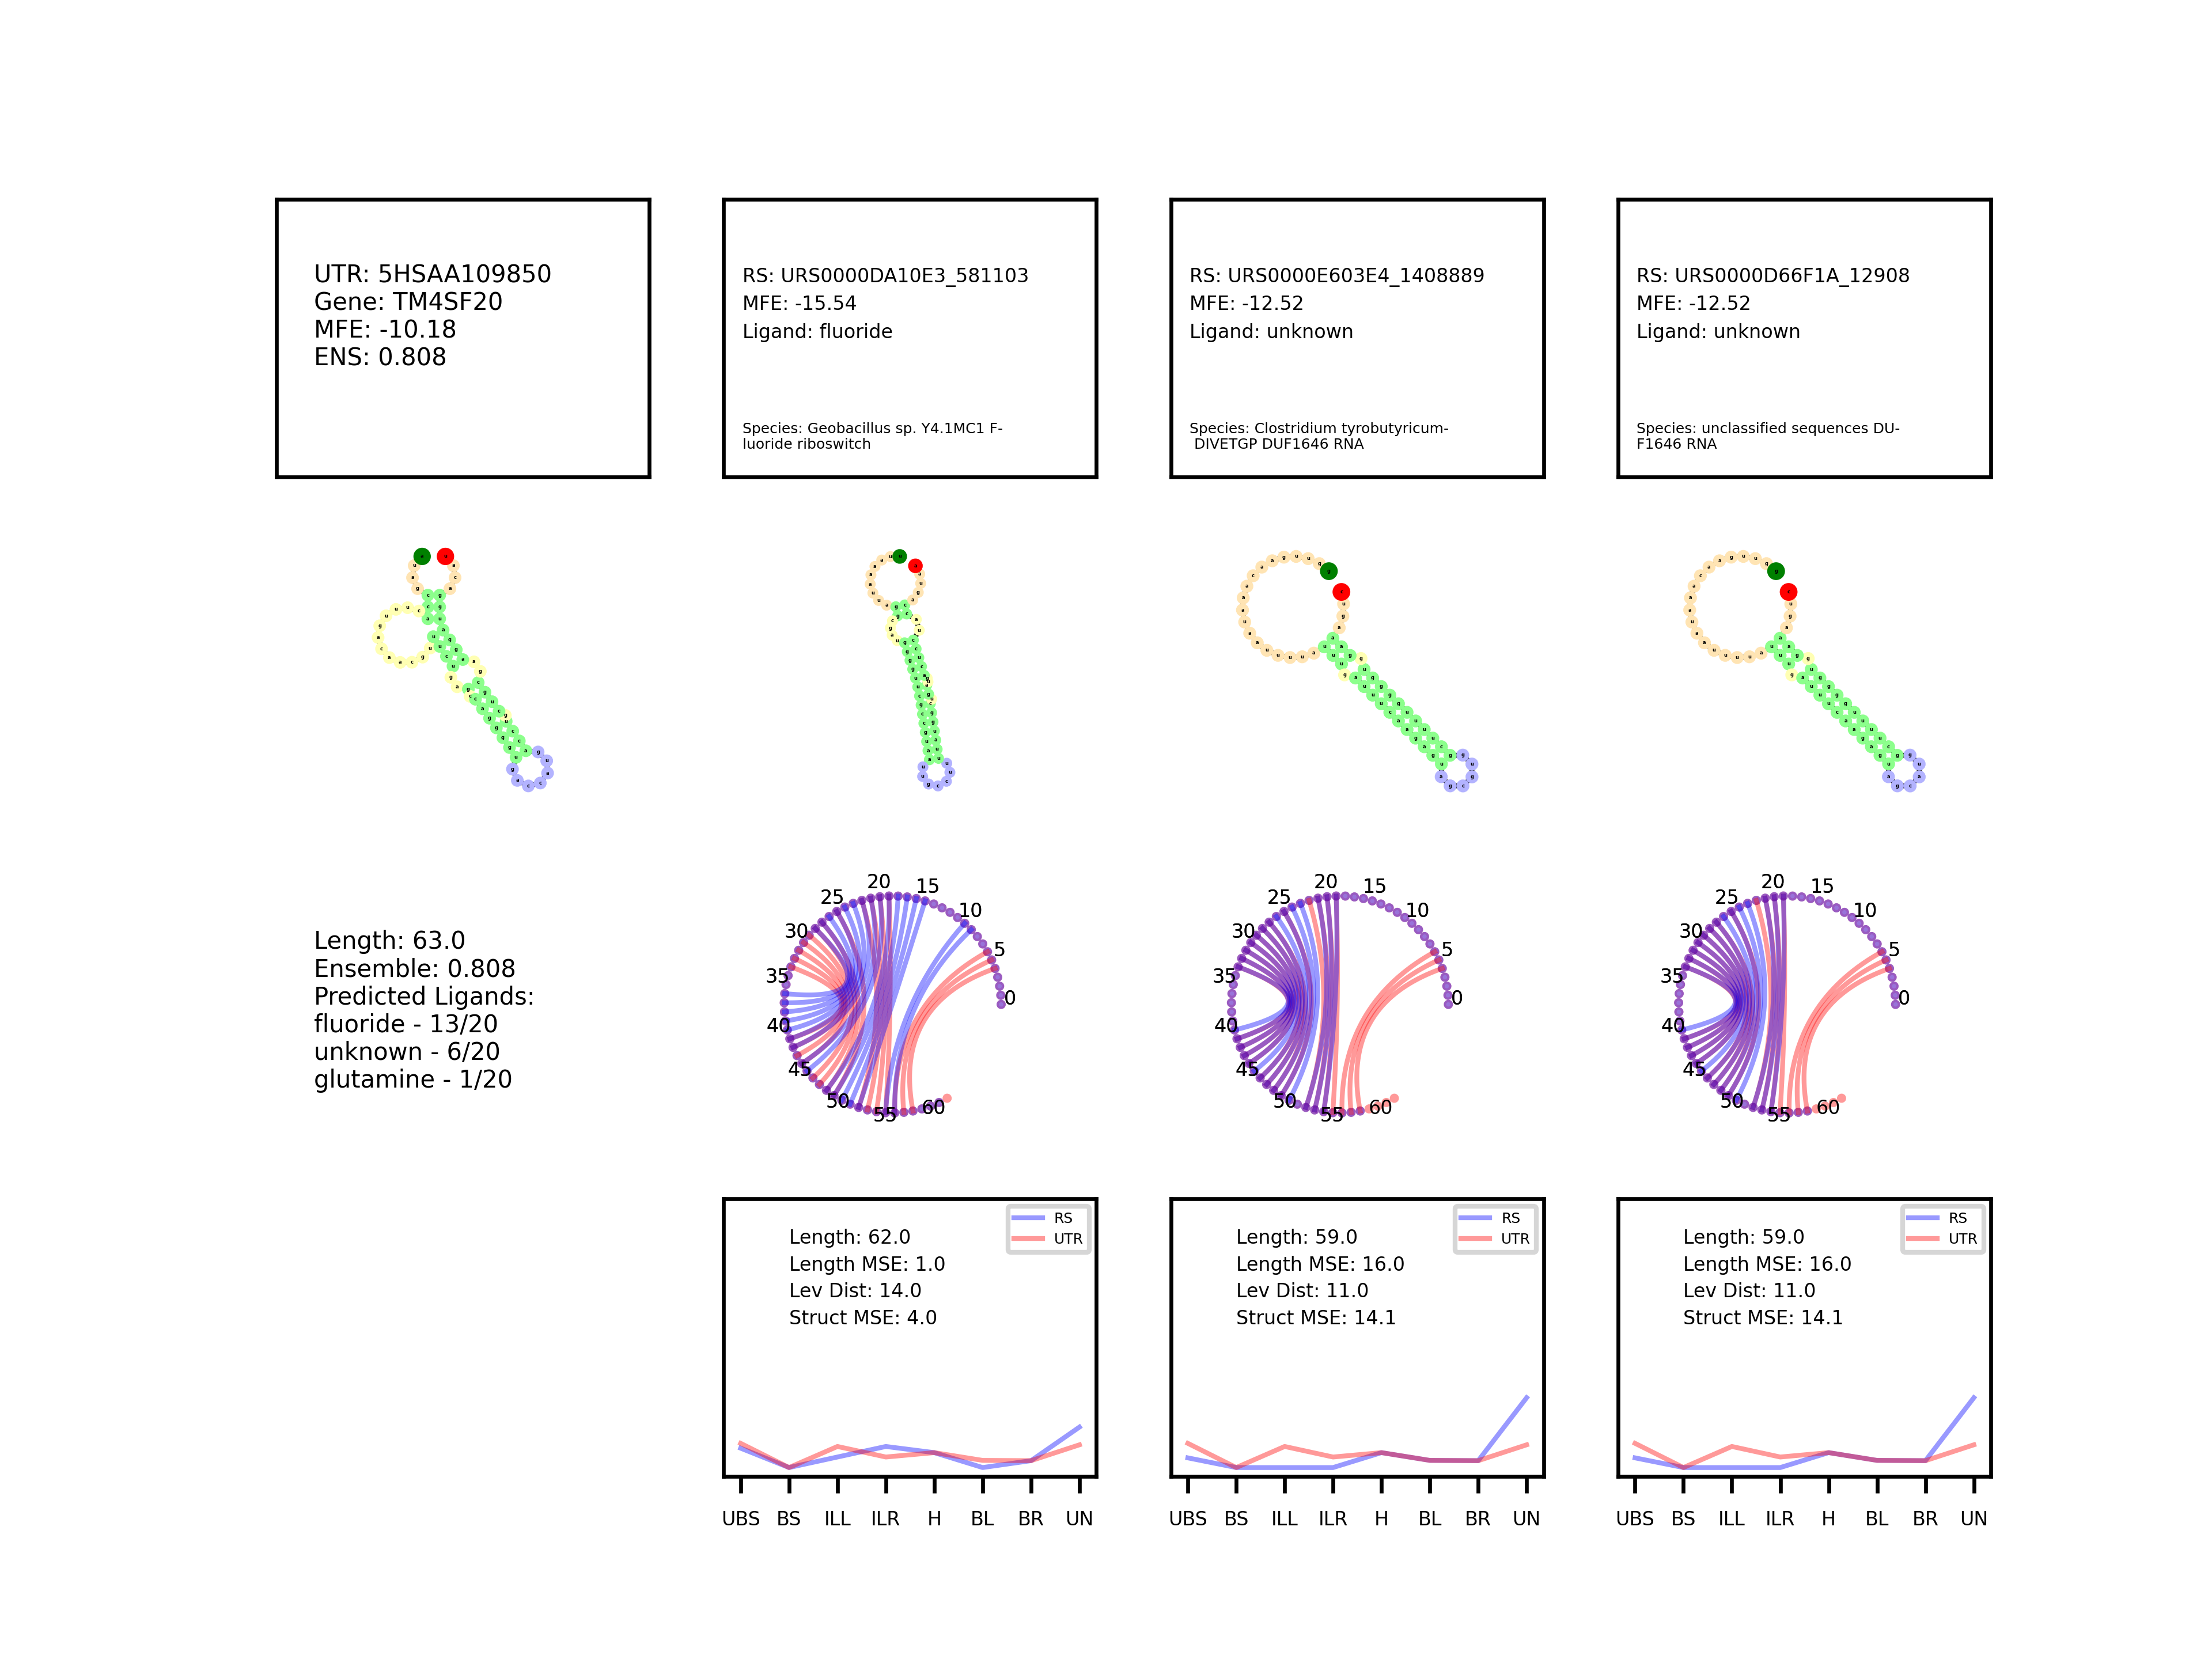 UTR: 5HSAA109850
Gene: TM4SF20
MFE: -10.18
ENS: 0.808
RS: URS0000DA10E3_581103
MFE: -15.54
Ligand: fluoride
Species: Geobacillus sp. Y4.1MC1 F-
luoride riboswitch
RS: URS0000E603E4_1408889
MFE: -12.52
Ligand: unknown
Species: Clostridium tyrobutyricum-
DIVETGP DUF1646 RNA
RS: URS0000D66F1A_12908
MFE: -12.52
Ligand: unknown
Species: unclassified sequences DU-
F1646 RNA
Length: 63.0
Ensemble: 0.808
Predicted Ligands:
fluoride - 13/20
unknown - 6/20
glutamine - 1/20
0
5
10
15
20
25
30
35
40
45
50
55
60
0
5
10
15
20
25
30
35
40
45
50
55
60
0
5
10
15
20
25
30
35
40
45
50
55
60
Length: 62.0
Length MSE: 1.0
Lev Dist: 14.0
Struct MSE: 4.0
RS
UTR
UBS BS ILL ILR H BL BR UN
Length: 59.0
Length MSE: 16.0
Lev Dist: 11.0
Struct MSE: 14.1
RS
UTR
UBS BS ILL ILR H BL BR UN
Length: 59.0
Length MSE: 16.0
Lev Dist: 11.0
Struct MSE: 14.1
RS
UTR
UBS BS ILL ILR H BL BR UN